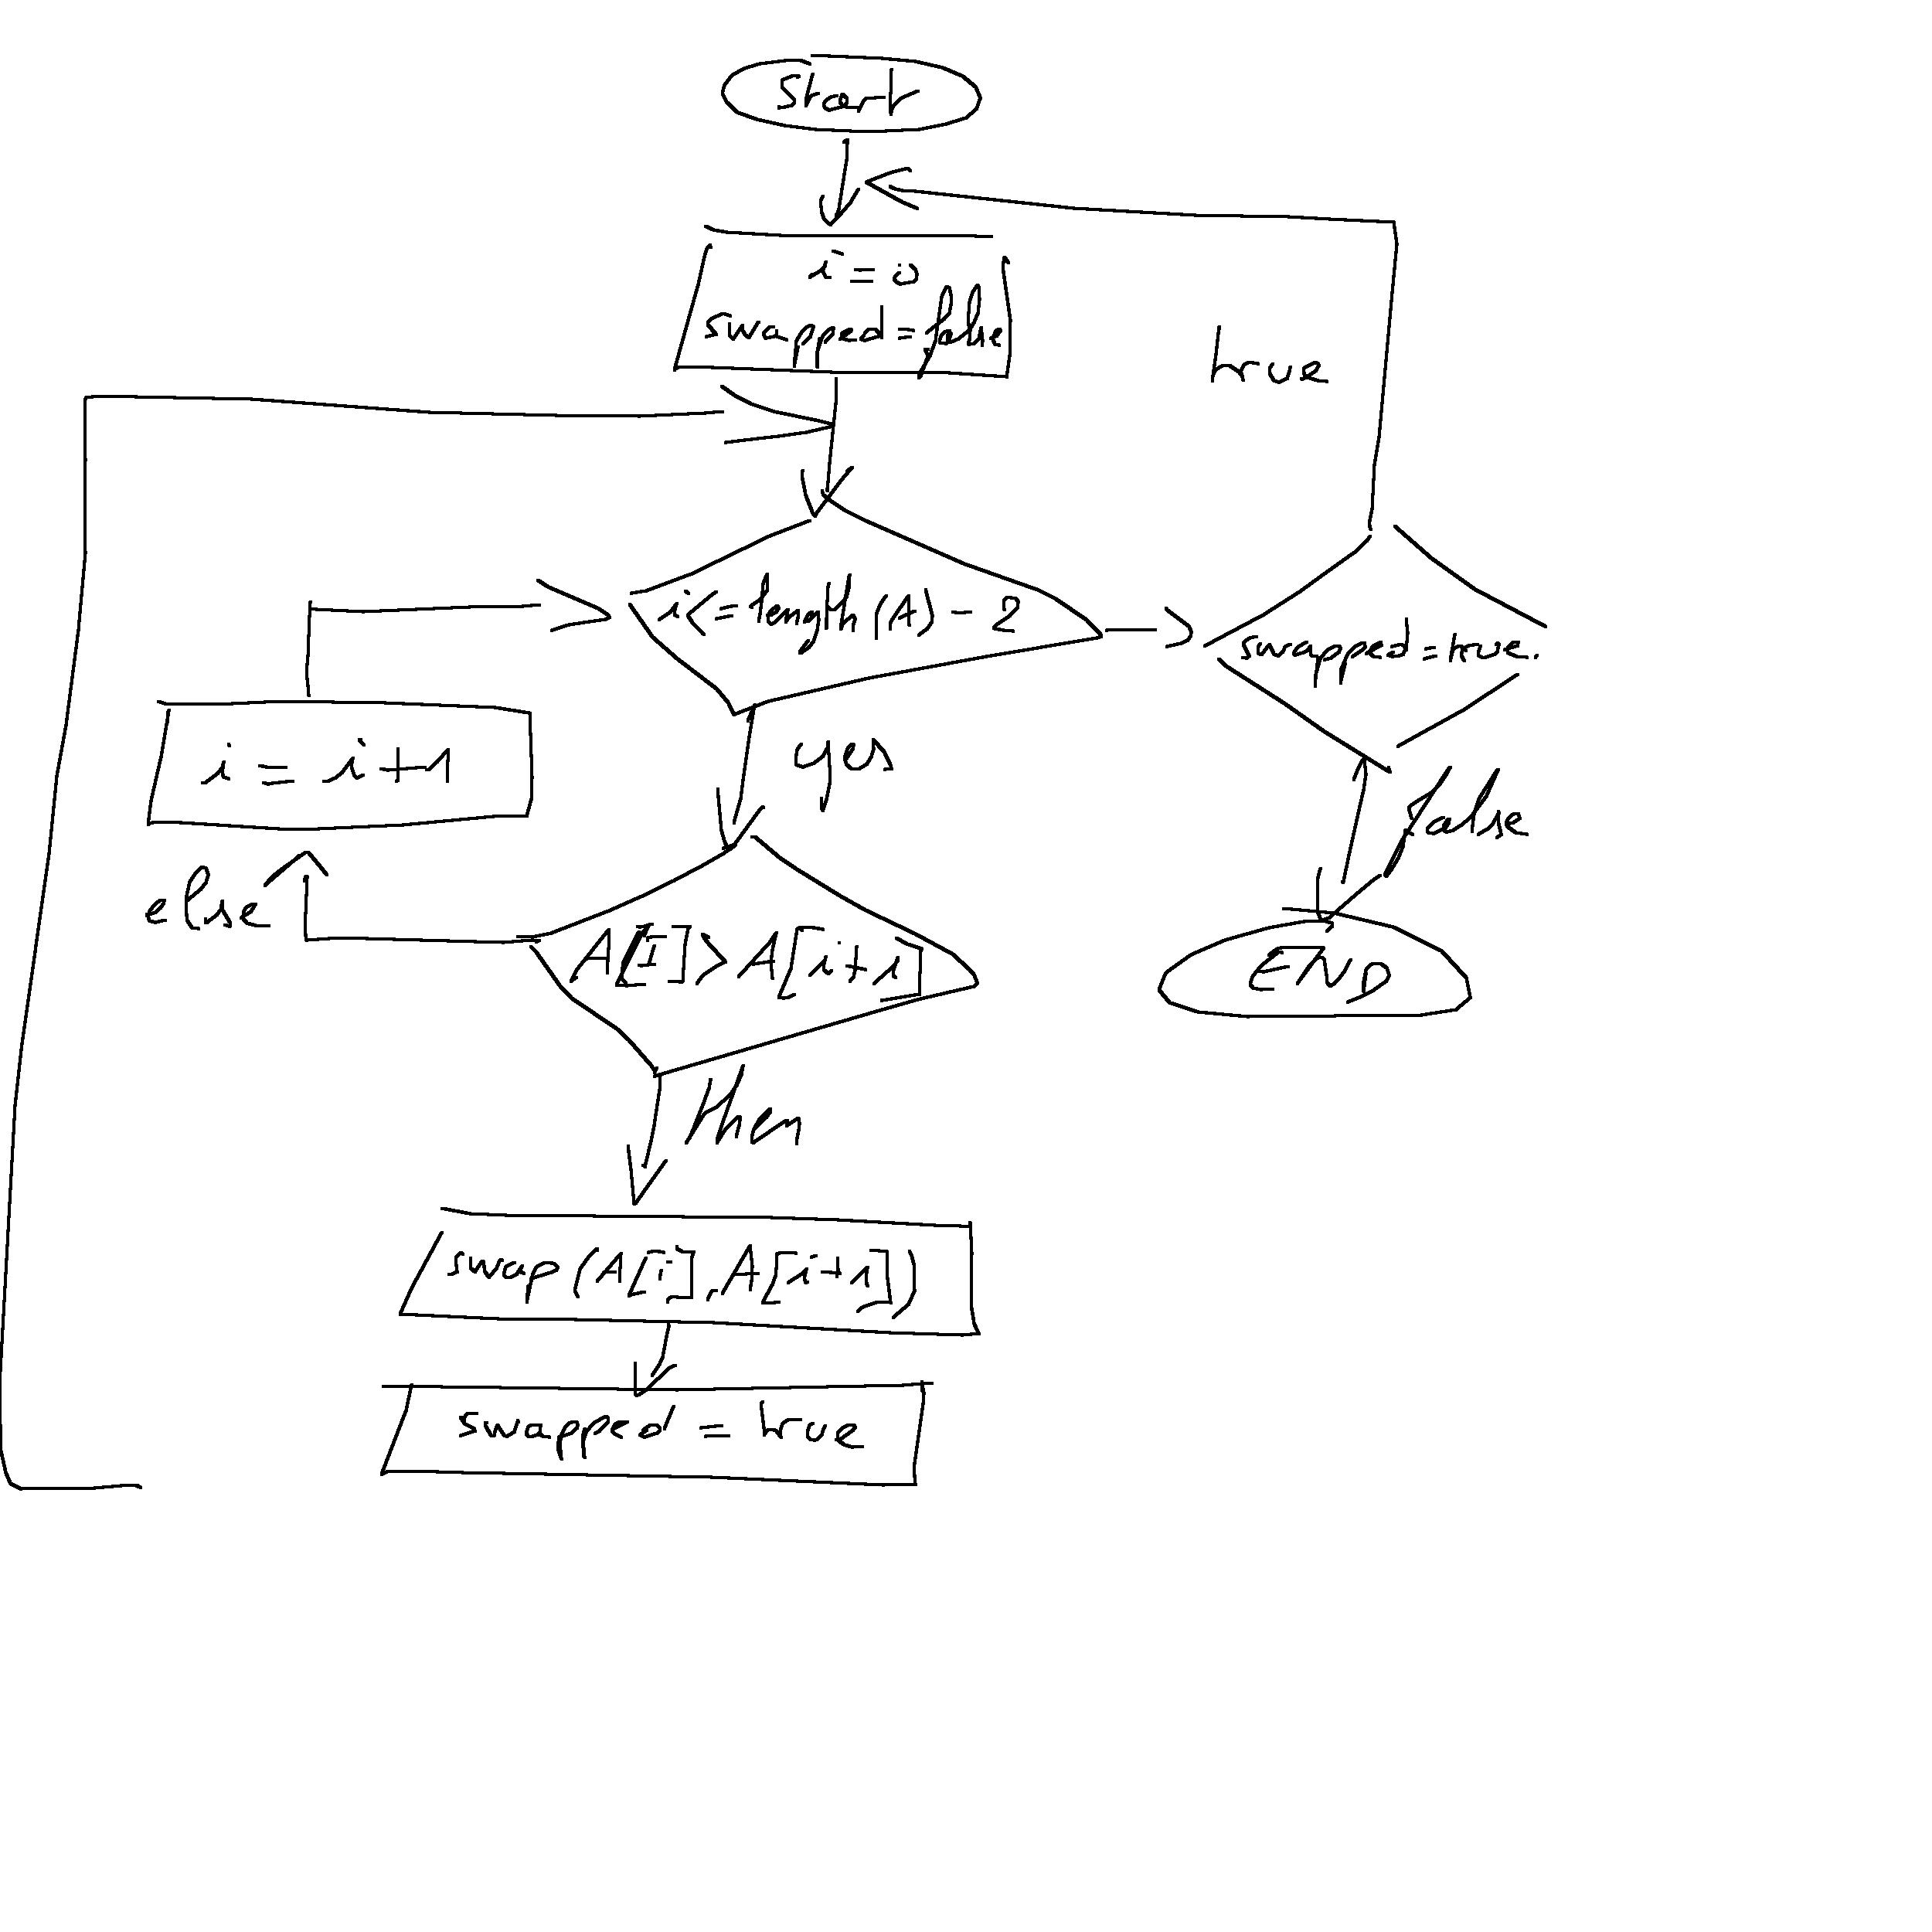 Start
i = 0
swapped = false
true
i <= length (A) - 2
swapped = true.
i = i + 1
yes
false
else
A[I] > A[i+1]
END
then
swap (A[i], A[i+1])
swapped = true